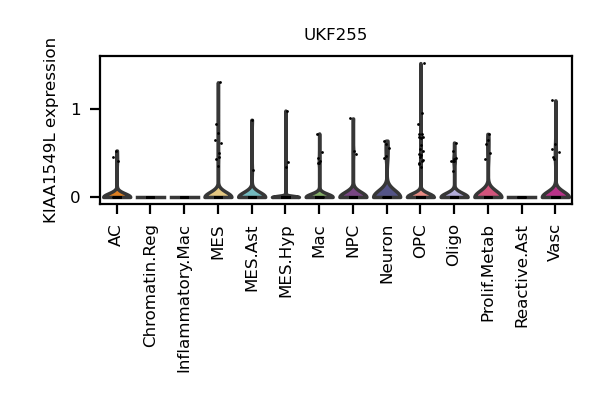 UKF255
KIAA1549L expression
1
0
AC
Chromatin.Reg
Inflammatory.Mac
MES
MES.Ast
MES.Hyp
Mac
NPC
Neuron
OPC
Oligo
Prolif.Metab
Reactive.Ast
Vasc